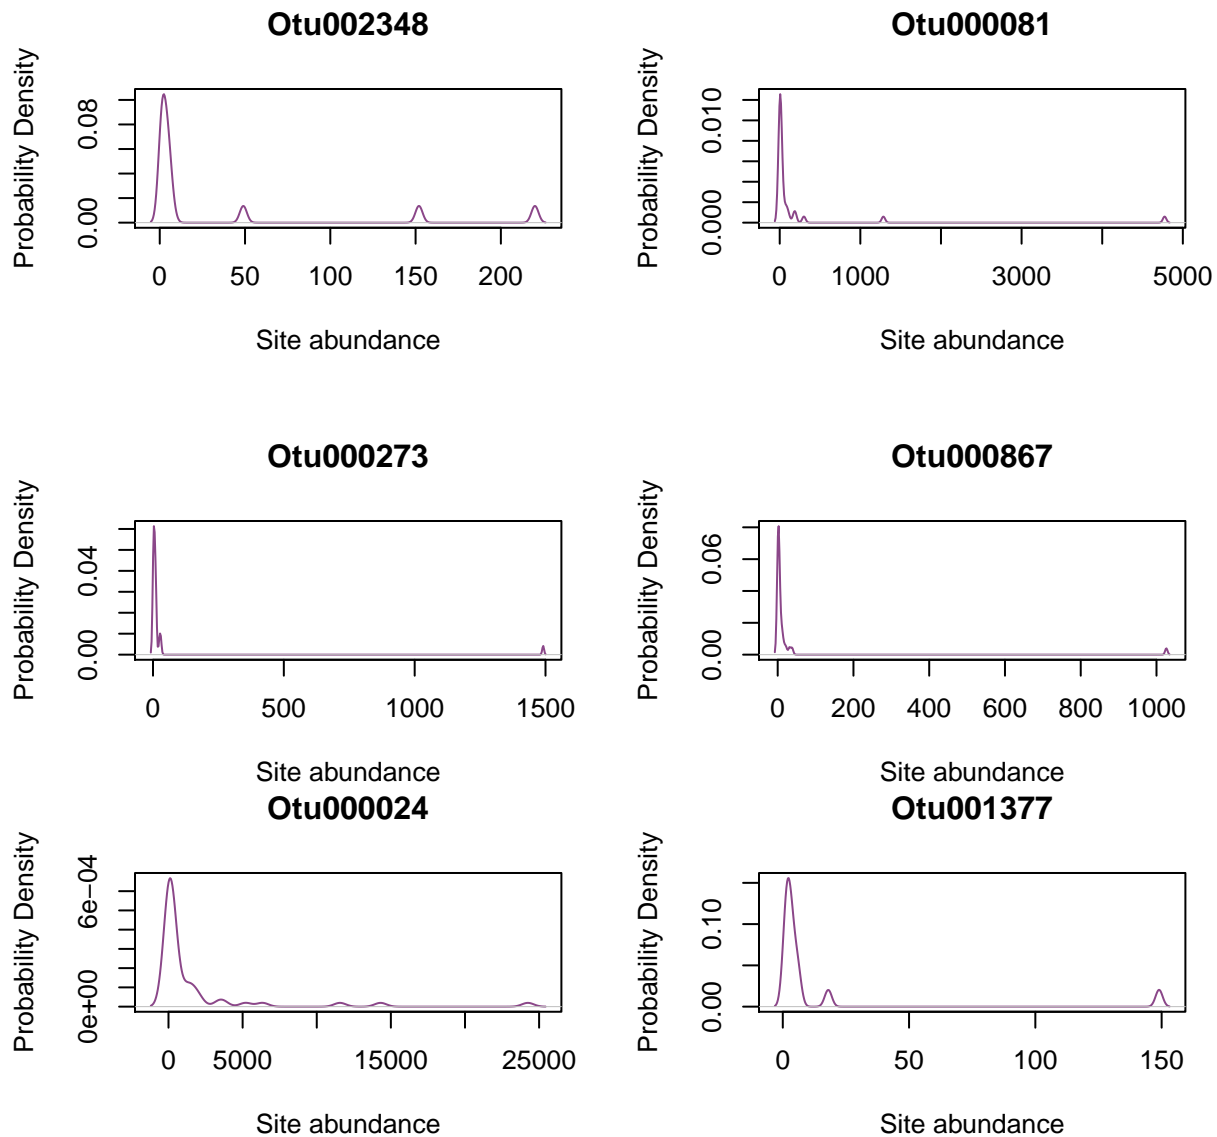 Otu002348
Probability Density
0.00 0.08
0 50 100 150 200
Site abundance
Otu000081
Probability Density
0.000 0.010
0 1000 3000 5000
Site abundance
Otu000273
Probability Density
0.00 0.04
0 500 1000 1500
Site abundance
Otu000867
Probability Density
0.00 0.06
0 200 400 600 800 1000
Site abundance
Otu000024
Probability Density
0e+00 6e−04
0 5000 15000 25000
Site abundance
Otu001377
Probability Density
0.00 0.10
0 50 100 150
Site abundance